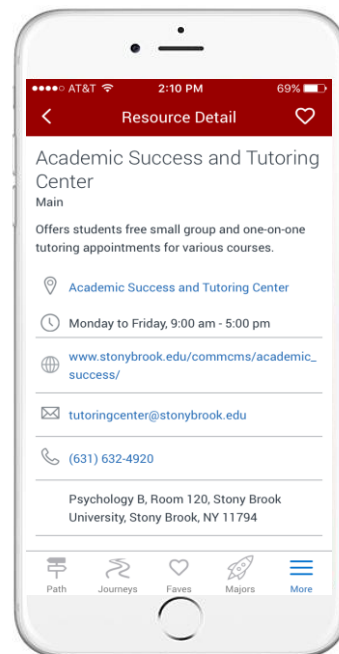 AT&T 2:10 PM 69%
Resource Detail
Academic Success and Tutoring
Center
Main
Offers students free small group and one-on-one
tutoring appointments for various courses.
Academic Success and Tutoring Center
Monday to Friday, 9:00 am - 5:00 pm
www.stonybrook.edu/commcms/academic_
success/
tutoringcenter@stonybrook.edu
(631) 632-4920
Psychology B, Room 120, Stony Brook
University, Stony Brook, NY 11794
Path Journeys Faves Majors More